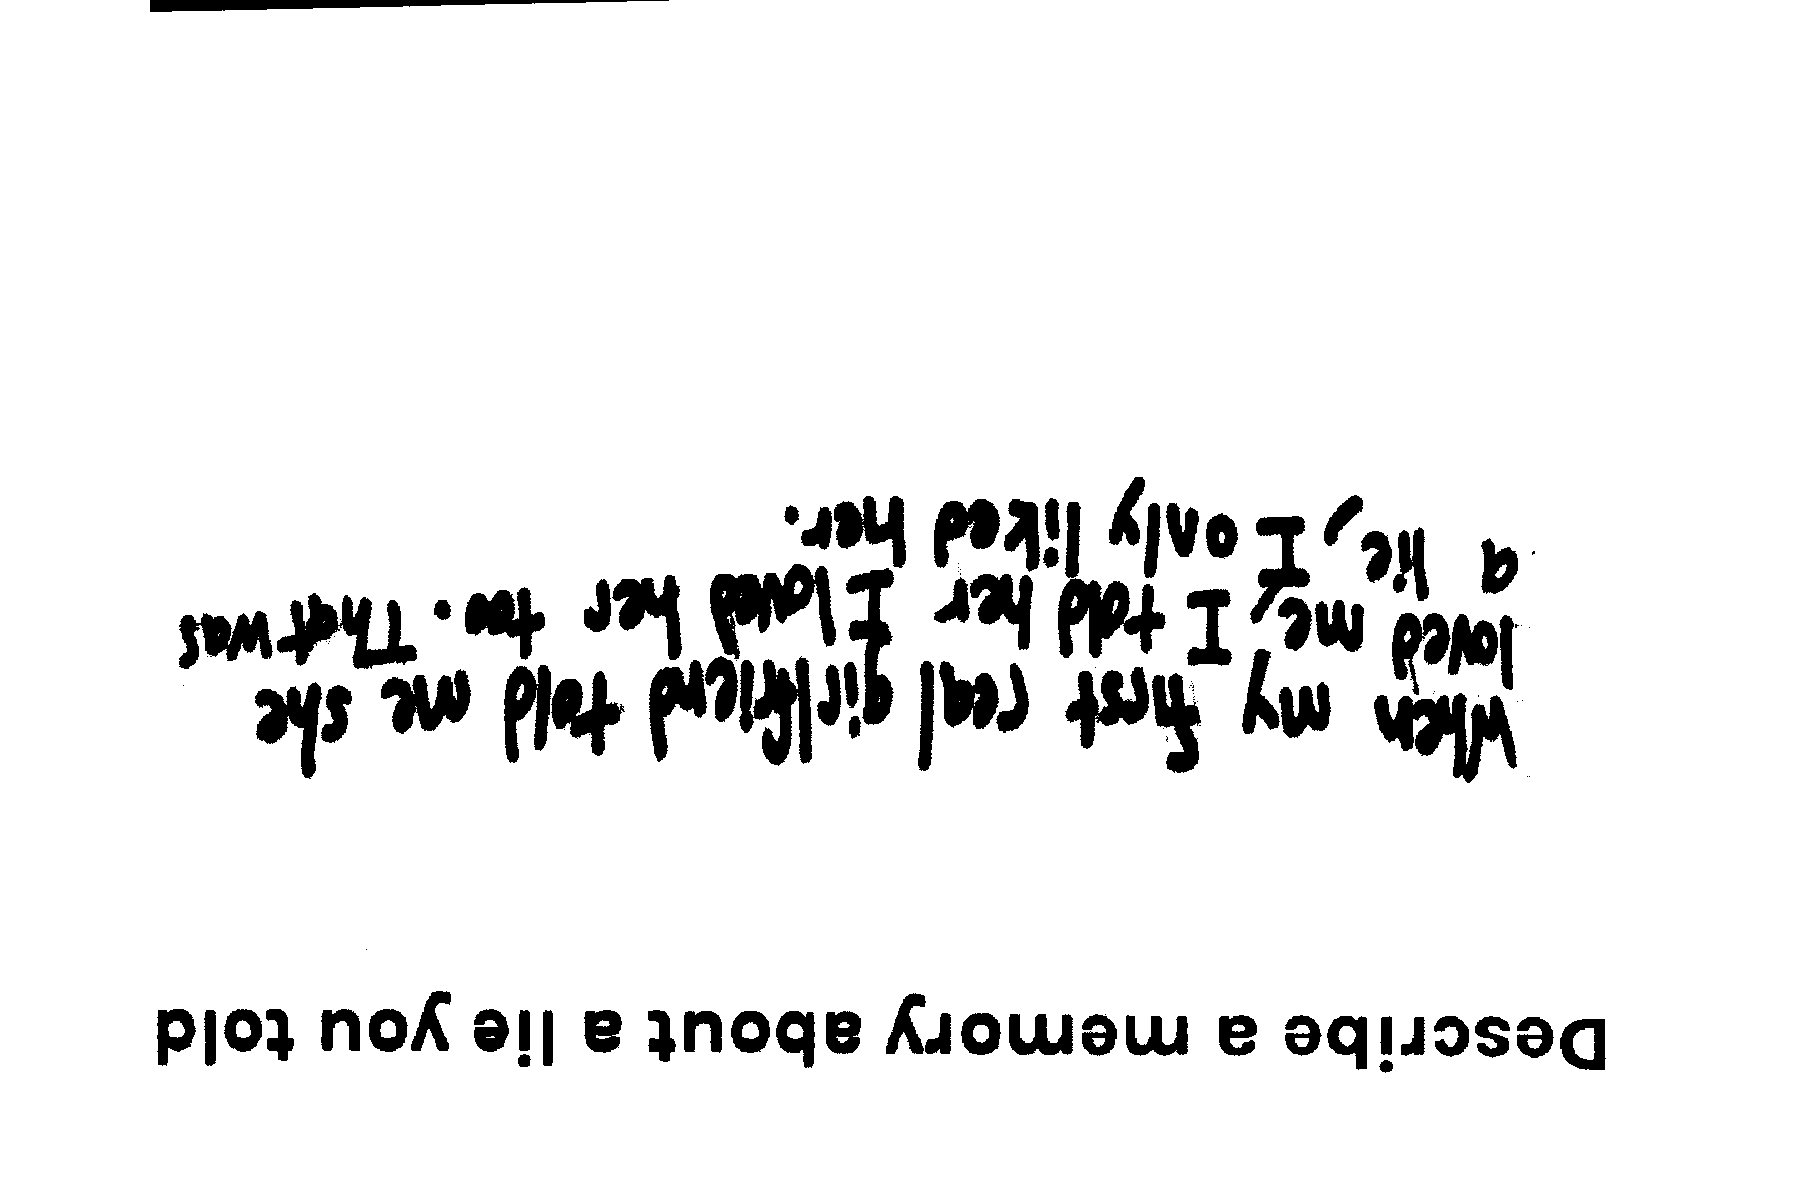 Describe a memory about a lie you told
When my first real girlfriend told me she
loved me, I told her I loved her too. That was
a lie, I only liked her.